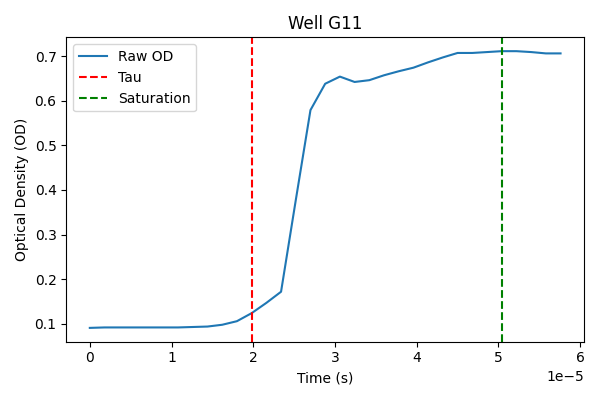 Well G11
Raw OD
Tau
Saturation
Optical Density (OD)
0.7
0.6
0.5
0.4
0.3
0.2
0.1
0 1 2 3 4 5 6
1e−5
Time (s)